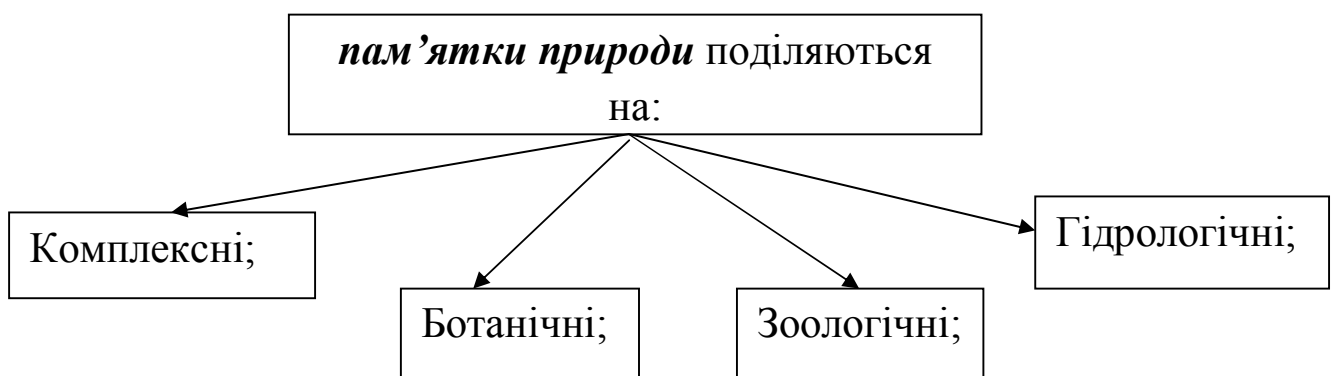 пам’ятки природи поділяються
на:
Комплексні;
Ботанічні;
Зоологічні;
Гідрологічні;